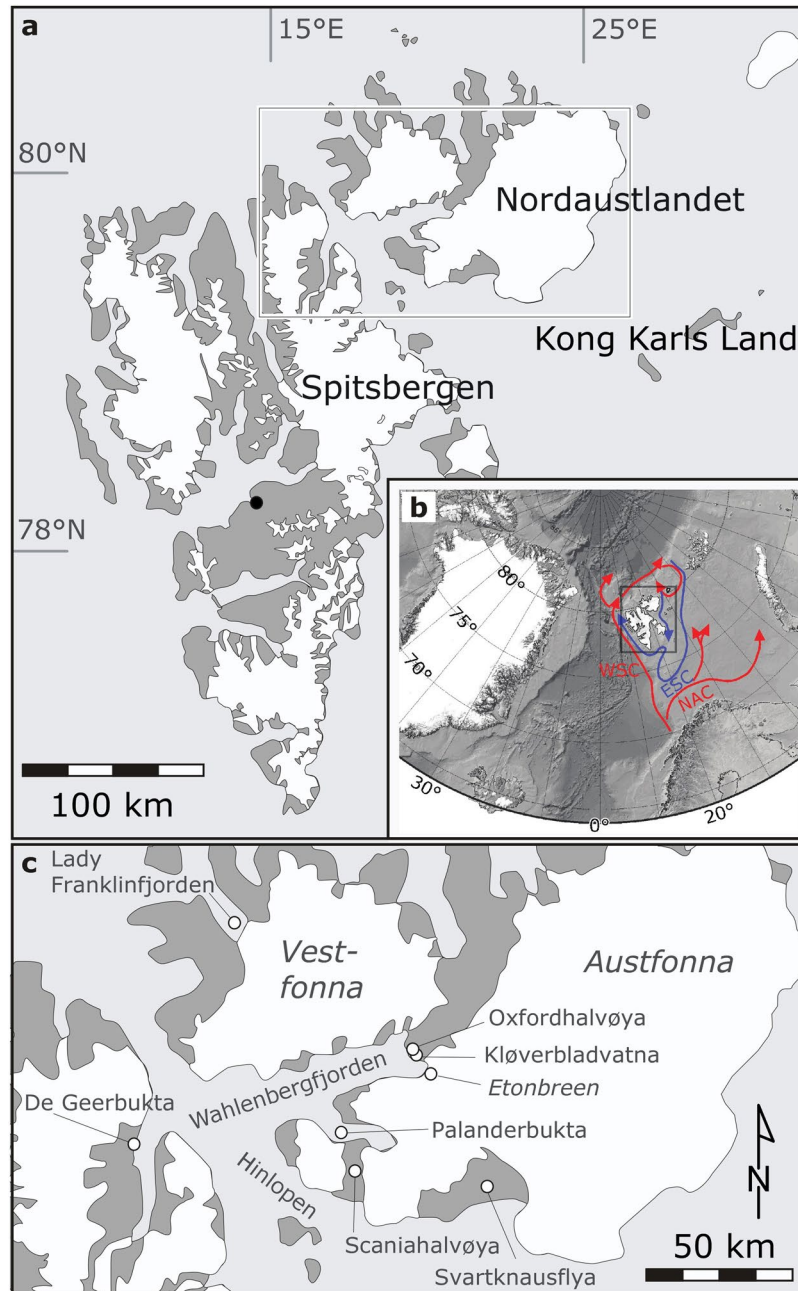 a
15°E
25°E
80°N
Nordaustlandet
Kong Karls Land
Spitsbergen
78°N
100 km
b
80°
75°
70°
WSC
ESC
NAC
30°
0°
20°
c
Lady
Franklinfjorden
Vest-
fonna
Austfonna
Oxfordhalvøya
Kløverbladvatna
Etonbreen
Wahlenbergfjorden
De Geerbukta
Palanderbukta
Hinlopen
N
Scaniahalvøya
Svartknausflya
50 km